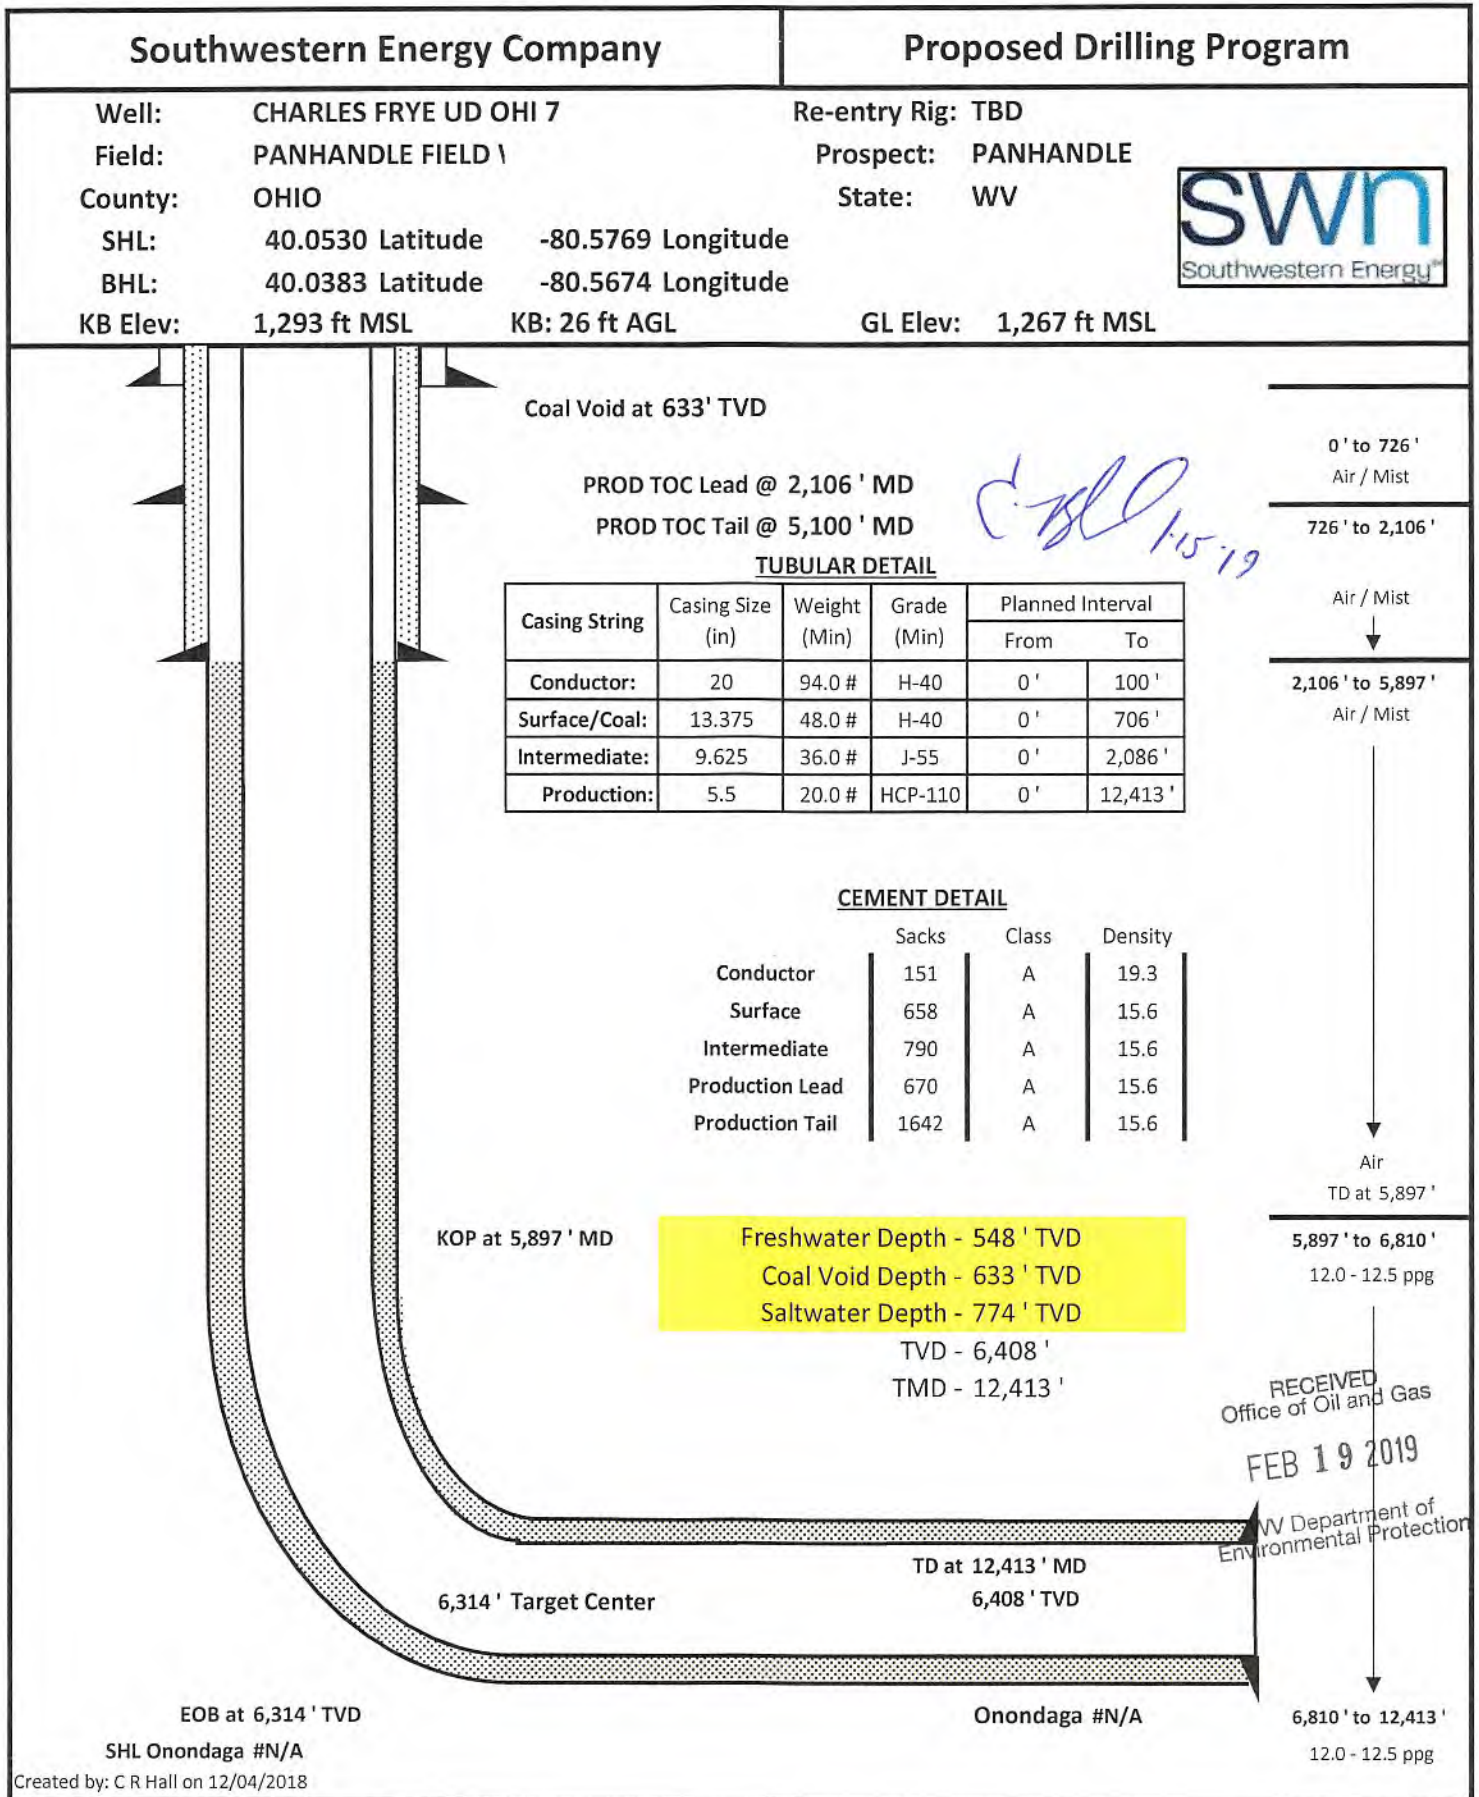 Southwestern Energy Company Proposed Drilling Program
Well: CHARLES FRYE UD OHI 7 Re-entry Rig: TBD
Field: PANHANDLE FIELD \ Prospect: PANHANDLE
County: OHIO State: WV
SHL: 40.0530 Latitude -80.5769 Longitude
BHL: 40.0383 Latitude -80.5674 Longitude
KB Elev: 1,293 ft MSL KB: 26 ft AGL GL Elev: 1,267 ft MSL
SWN
Southwestern Energy
Coal Void at 633' TVD
0 ' to 726 '
Air / Mist
PROD TOC Lead @ 2,106 ' MD
PROD TOC Tail @ 5,100 ' MD
1-15-19
726 ' to 2,106 '
Air / Mist
TUBULAR DETAIL
Casing String Casing Size (in) Weight (Min) Grade (Min) Planned Interval
From To
Conductor: 20 94.0 # H-40 0 ' 100 '
Surface/Coal: 13.375 48.0 # H-40 0 ' 706 '
Intermediate: 9.625 36.0 # J-55 0 ' 2,086 '
Production: 5.5 20.0 # HCP-110 0 ' 12,413 '
2,106 ' to 5,897 '
Air / Mist
CEMENT DETAIL
Sacks Class Density
Conductor 151 A 19.3
Surface 658 A 15.6
Intermediate 790 A 15.6
Production Lead 670 A 15.6
Production Tail 1642 A 15.6
Air
TD at 5,897 '
KOP at 5,897 ' MD
Freshwater Depth - 548 ' TVD
Coal Void Depth - 633 ' TVD
Saltwater Depth - 774 ' TVD
TVD - 6,408 '
TMD - 12,413 '
5,897 ' to 6,810 '
12.0 - 12.5 ppg
RECEIVED
Office of Oil and Gas
FEB 19 2019
WV Department of
Environmental Protection
TD at 12,413 ' MD
6,408 ' TVD
6,314 ' Target Center
EOB at 6,314 ' TVD
Onondaga #N/A
6,810 ' to 12,413 '
12.0 - 12.5 ppg
SHL Onondaga #N/A
Created by: C R Hall on 12/04/2018